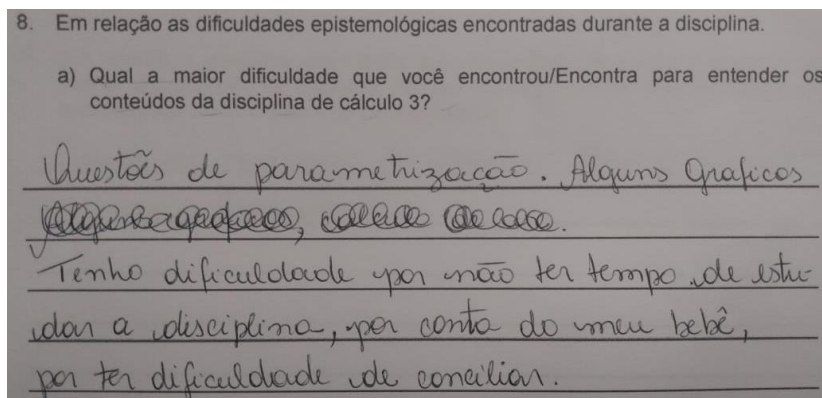 8. Em relação as dificuldades epistemológicas encontradas durante a disciplina.
a) Qual a maior dificuldade que você encontrou/Encontra para entender os
conteúdos da disciplina de cálculo 3?
Questões de parametrização. Alguns Graficos
Tenho dificuldade por não ter tempo de estu-
dar a disciplina, por conta do meu bebê,
por ter dificuldade de conciliar.